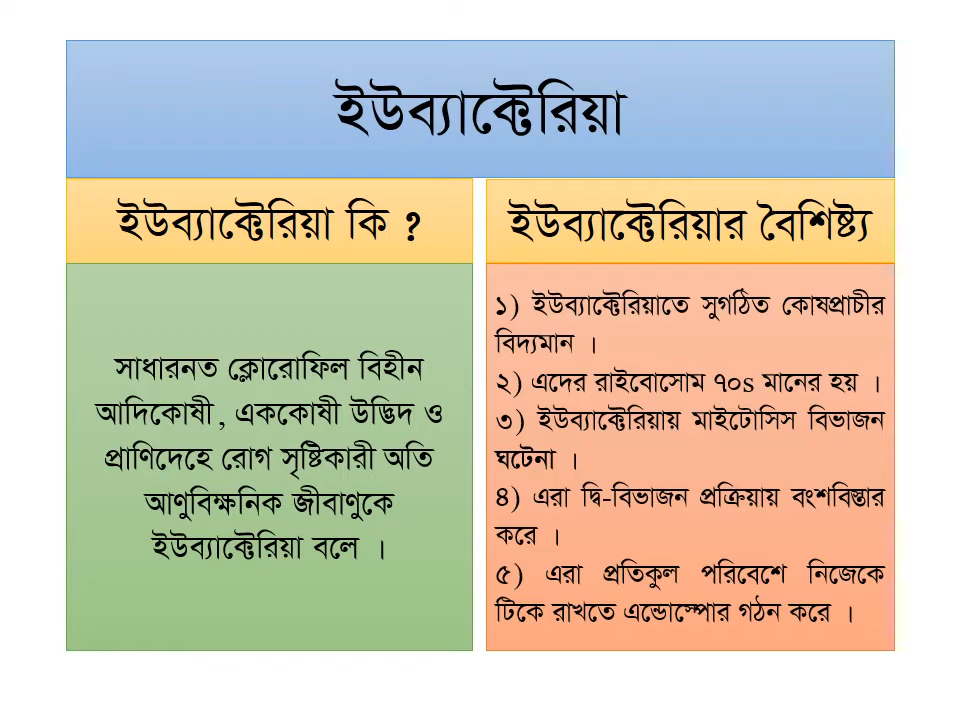 ইউব্যাক্টেরিয়া
ইউব্যাক্টেরিয়া কি ?
সাধারনত ক্লোরোফিল বিহীন
আদিকোষী , এককোষী উদ্ভিদ ও
প্রাণিদেহে রোগ সৃষ্টিকারী অতি
আণুবিক্ষনিক জীবাণুকে
ইউব্যাক্টেরিয়া বলে ।
ইউব্যাক্টেরিয়ার বৈশিষ্ট্য
১) ইউব্যাক্টেরিয়াতে সুগঠিত কোষপ্রাচীর
বিদ্যমান ।
২) এদের রাইবোসোম ৭০s মানের হয় ।
৩) ইউব্যাক্টেরিয়ায় মাইটোসিস বিভাজন
ঘটেনা ।
৪) এরা দ্বি-বিভাজন প্রক্রিয়ায় বংশবিস্তার
করে ।
৫) এরা প্রতিকুল পরিবেশে নিজেকে
টিকে রাখতে এন্ডোস্পোর গঠন করে ।